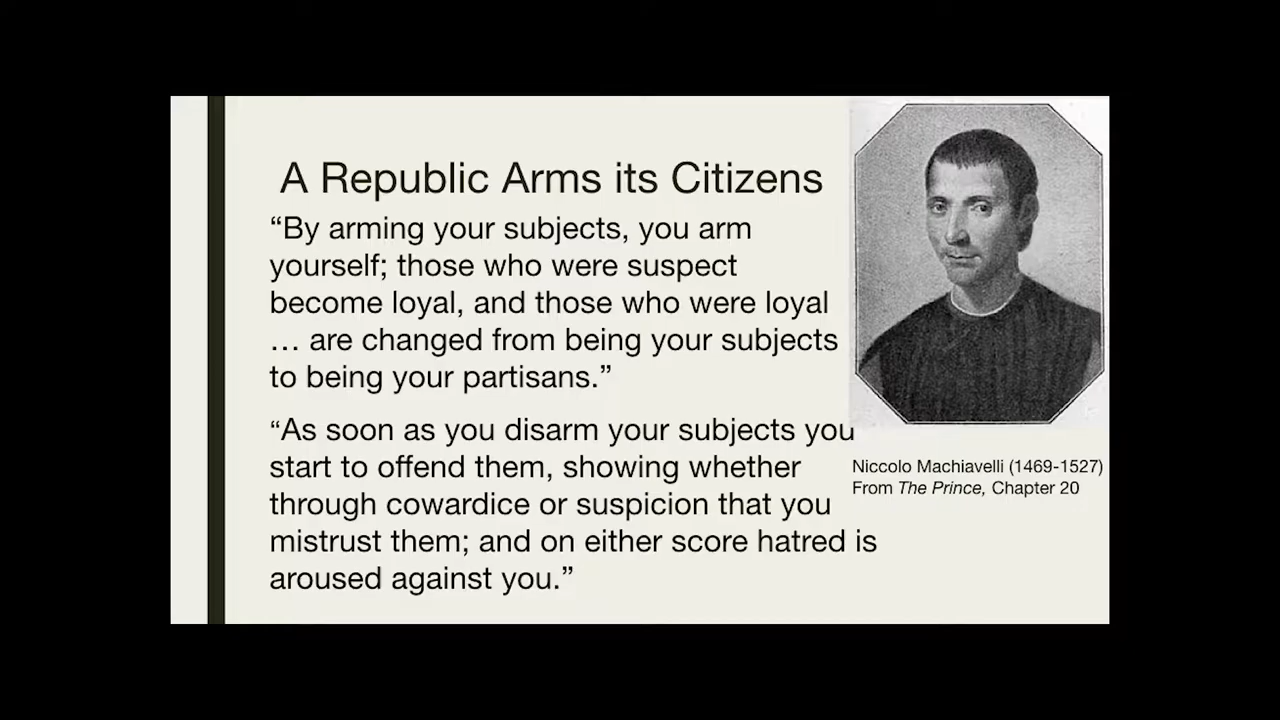 A Republic Arms its Citizens
“By arming your subjects, you arm
yourself; those who were suspect
become loyal, and those who were loyal
… are changed from being your subjects
to being your partisans.”
“As soon as you disarm your subjects you
start to offend them, showing whether
through cowardice or suspicion that you
mistrust them; and on either score hatred is
aroused against you.”
Niccolo Machiavelli (1469-1527)
From The Prince, Chapter 20